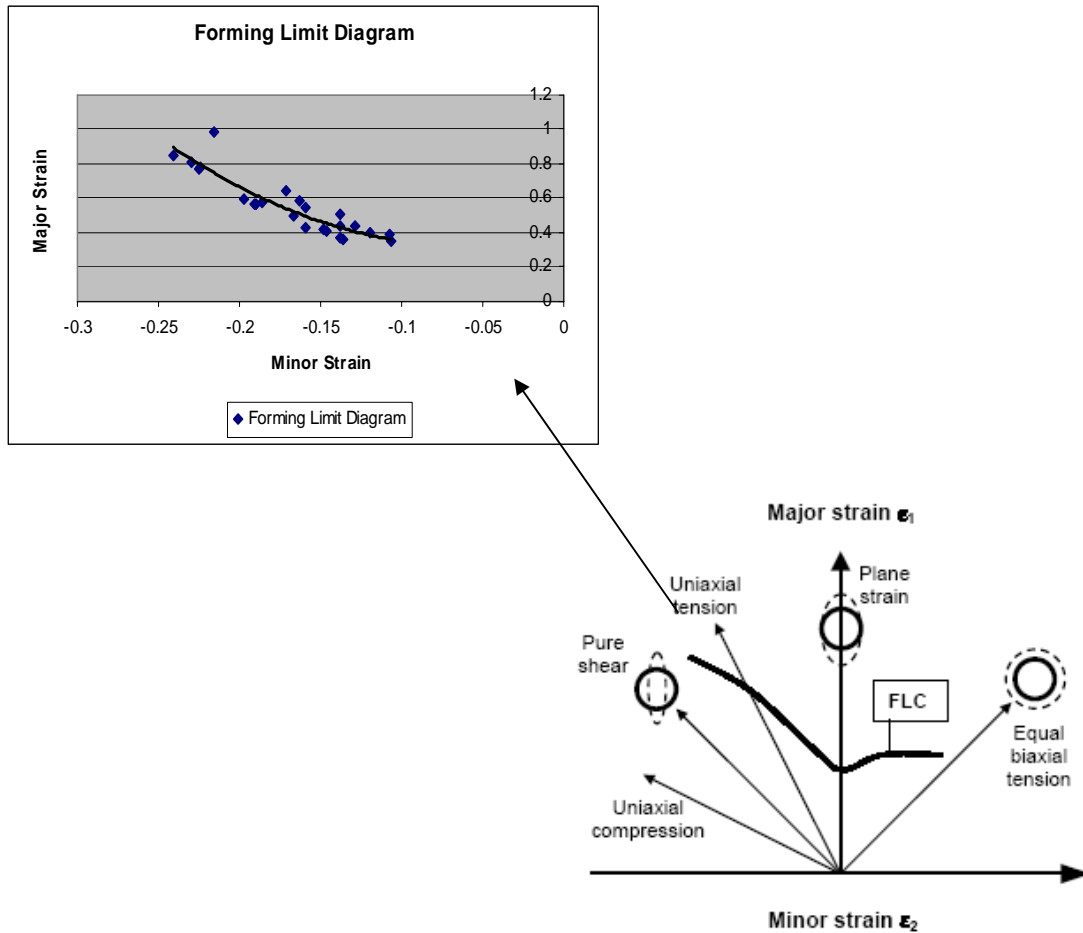 Forming Limit Diagram
1.2
1
0.8
0.6
0.4
0.2
0
Major Strain
-0.3 -0.25 -0.2 -0.15 -0.1 -0.05 0
Minor Strain
Forming Limit Diagram
Major strain ε1
Uniaxial
tension
Plane
strain
Pure
shear
FLC
Equal
biaxial
tension
Uniaxial
compression
Minor strain ε2